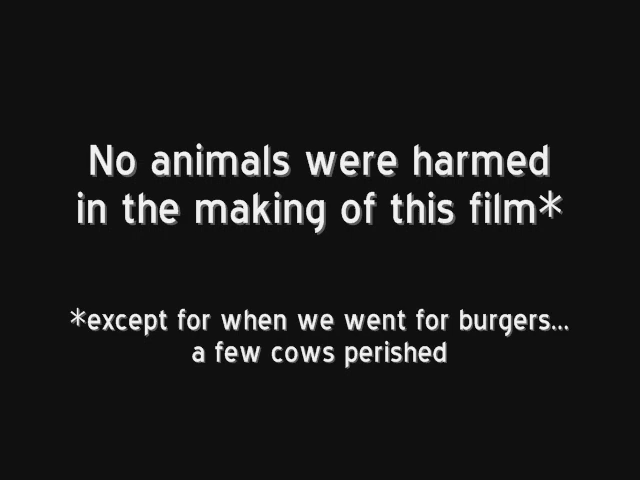 No animals were harmed
in the making of this film*
*except for when we went for burgers...
a few cows perished